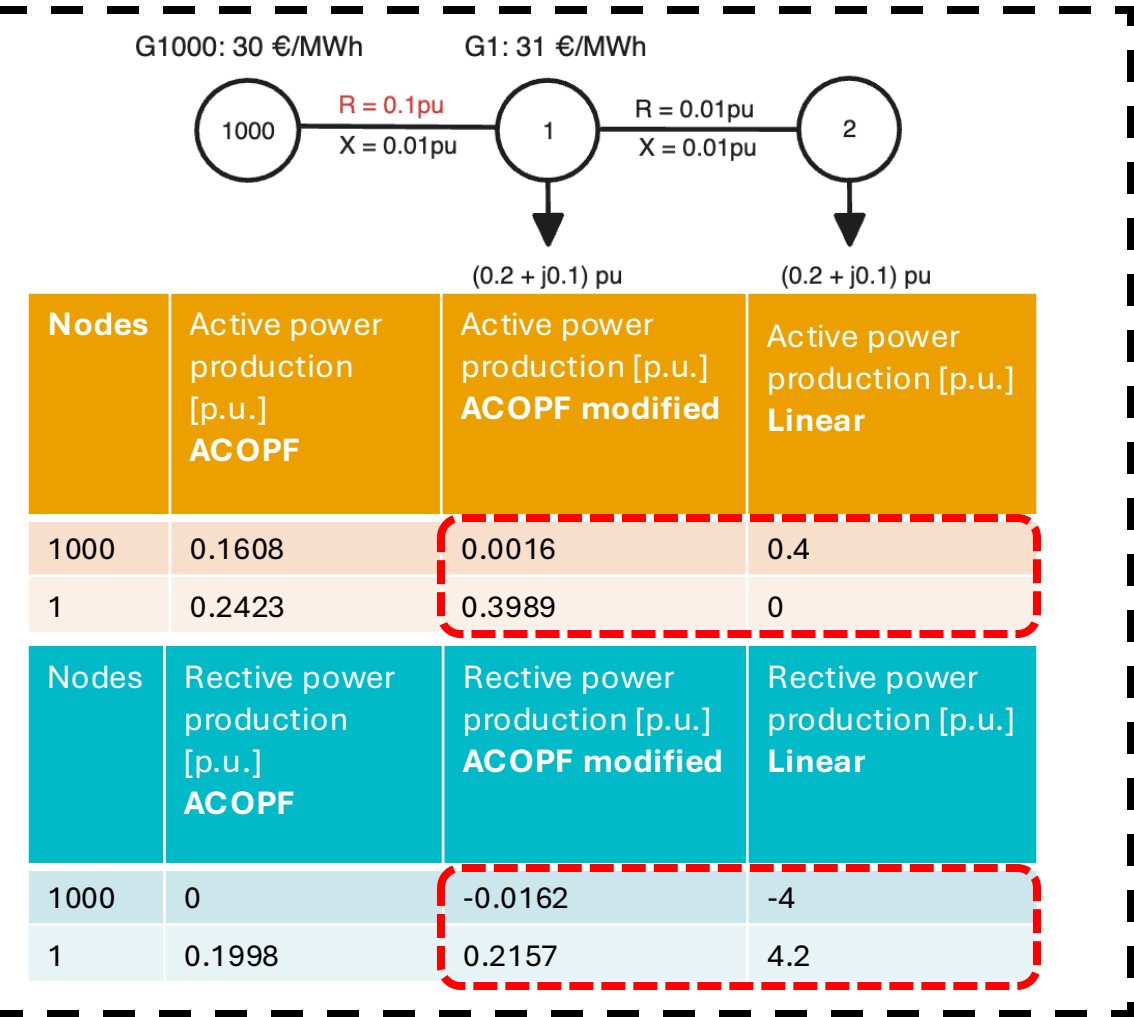 G1000: 30 €/MWh G1: 31 €/MWh
R = 0.1pu R = 0.01pu
1000 1 2
X = 0.01pu X = 0.01pu
(0.2 + j0.1) pu (0.2 + j0.1) pu
Nodes Active power production [p.u.] ACOPF Active power production [p.u.] ACOPF modified Active power production [p.u.] Linear
1000 0.1608 0.0016 0.4
1 0.2423 0.3989 0
Nodes Rective power production [p.u.] ACOPF Rective power production [p.u.] ACOPF modified Rective power production [p.u.] Linear
1000 0 -0.0162 -4
1 0.1998 0.2157 4.2